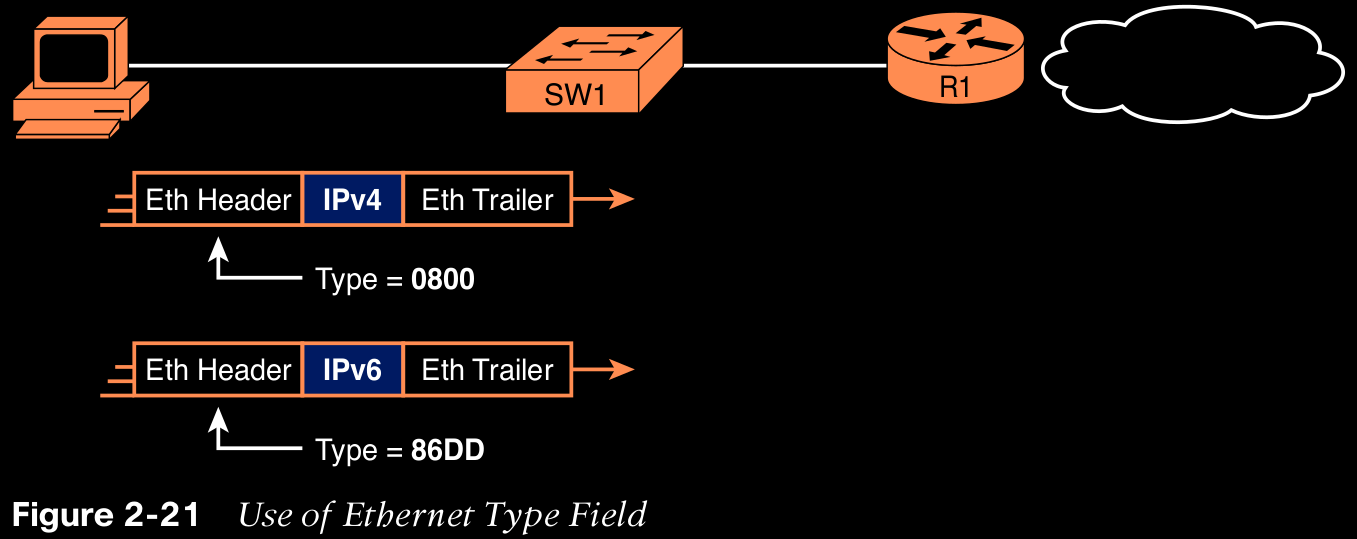 SW1
R1
Eth Header IPv4 Eth Trailer
Type = 0800
Eth Header IPv6 Eth Trailer
Type = 86DD
Figure 2-21 Use of Ethernet Type Field